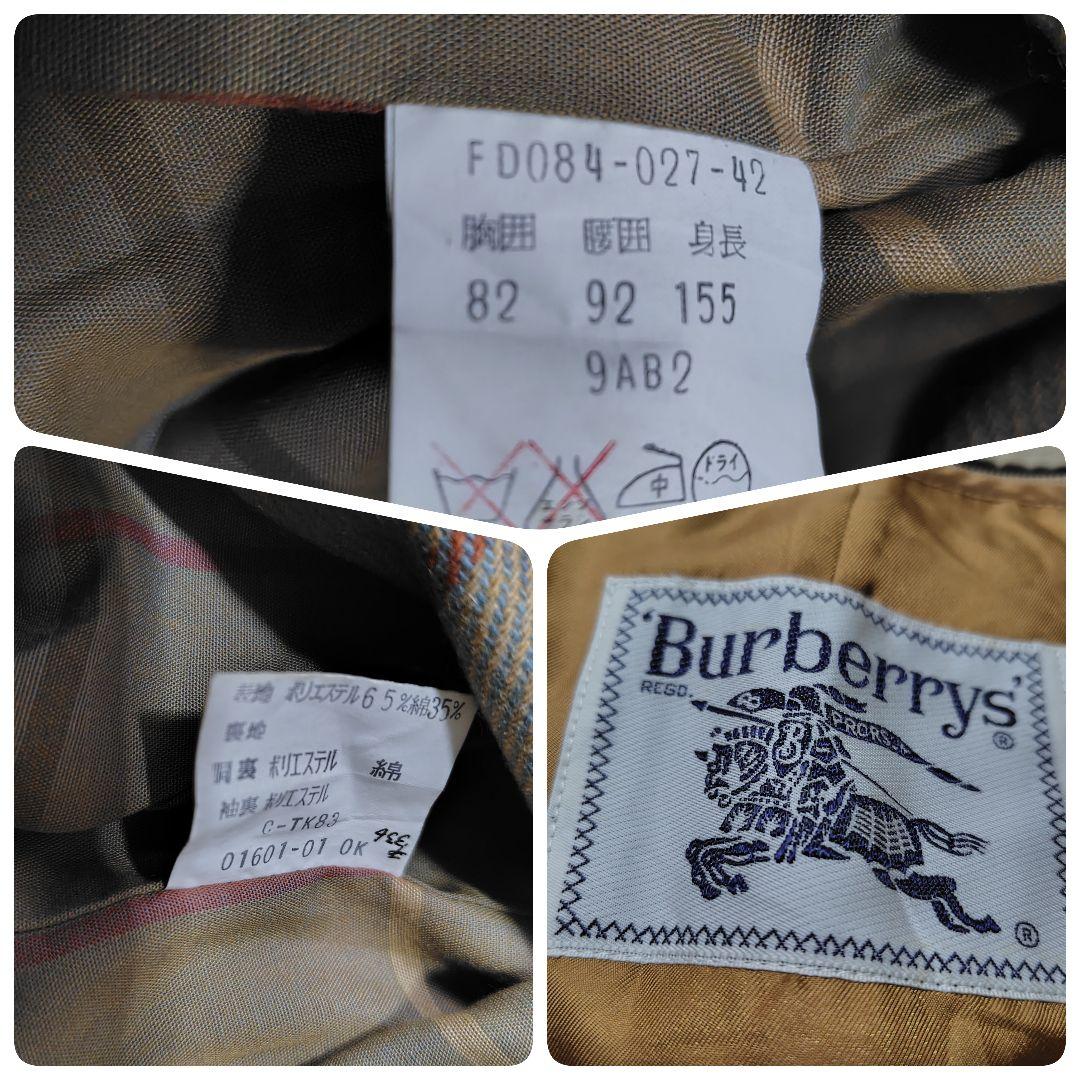 FD084-027-42
胸囲 腰囲 身長
82 92 155
9AB2
中 ドライ
表地 ポリエステル65%綿35%
裏地
胴裏 ポリエステル 綿
袖裏 ポリエステル
C-TK83
01601-01 OK
'Burberrys'
REGD. ®
PRORSUM
®